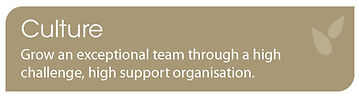 Culture
Grow an exceptional team through a high
challenge, high support organisation.